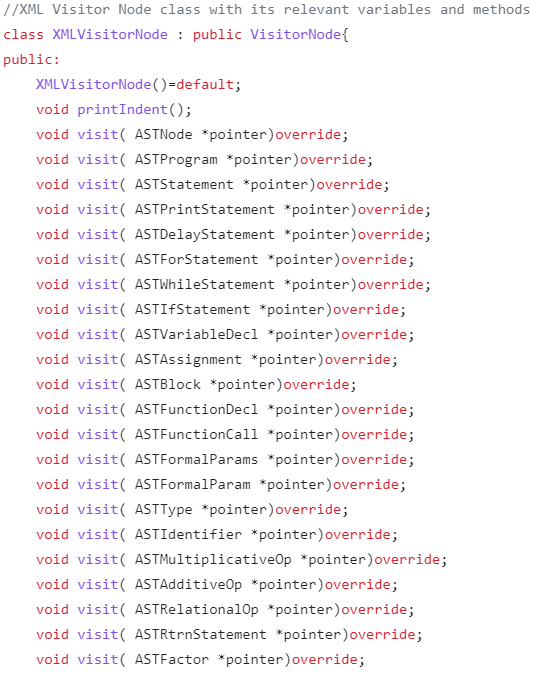 //XML Visitor Node class with its relevant variables and methods
class XMLVisitorNode : public VisitorNode{
public:
    XMLVisitorNode()=default;
    void printIndent();
    void visit( ASTNode *pointer)override;
    void visit( ASTProgram *pointer)override;
    void visit( ASTStatement *pointer)override;
    void visit( ASTPrintStatement *pointer)override;
    void visit( ASTDelayStatement *pointer)override;
    void visit( ASTForStatement *pointer)override;
    void visit( ASTWhileStatement *pointer)override;
    void visit( ASTIfStatement *pointer)override;
    void visit( ASTVariableDecl *pointer)override;
    void visit( ASTAssignment *pointer)override;
    void visit( ASTBlock *pointer)override;
    void visit( ASTFunctionDecl *pointer)override;
    void visit( ASTFunctionCall *pointer)override;
    void visit( ASTFormalParams *pointer)override;
    void visit( ASTFormalParam *pointer)override;
    void visit( ASTType *pointer)override;
    void visit( ASTIdentifier *pointer)override;
    void visit( ASTMultiplicativeOp *pointer)override;
    void visit( ASTAdditiveOp *pointer)override;
    void visit( ASTRelationalOp *pointer)override;
    void visit( ASTRtrnStatement *pointer)override;
    void visit( ASTFactor *pointer)override;